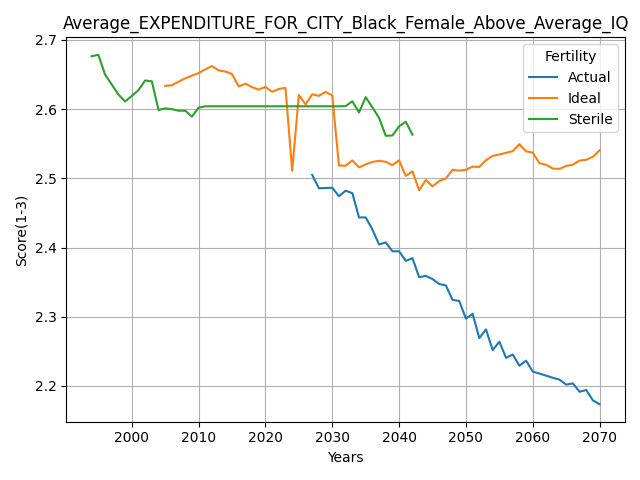 Average_EXPENDITURE_FOR_CITY_Black_Female_Above_Average_IQ
Fertility
Actual
Ideal
Sterile
Score(1-3)
2.7
2.6
2.5
2.4
2.3
2.2
2000 2010 2020 2030 2040 2050 2060 2070
Years